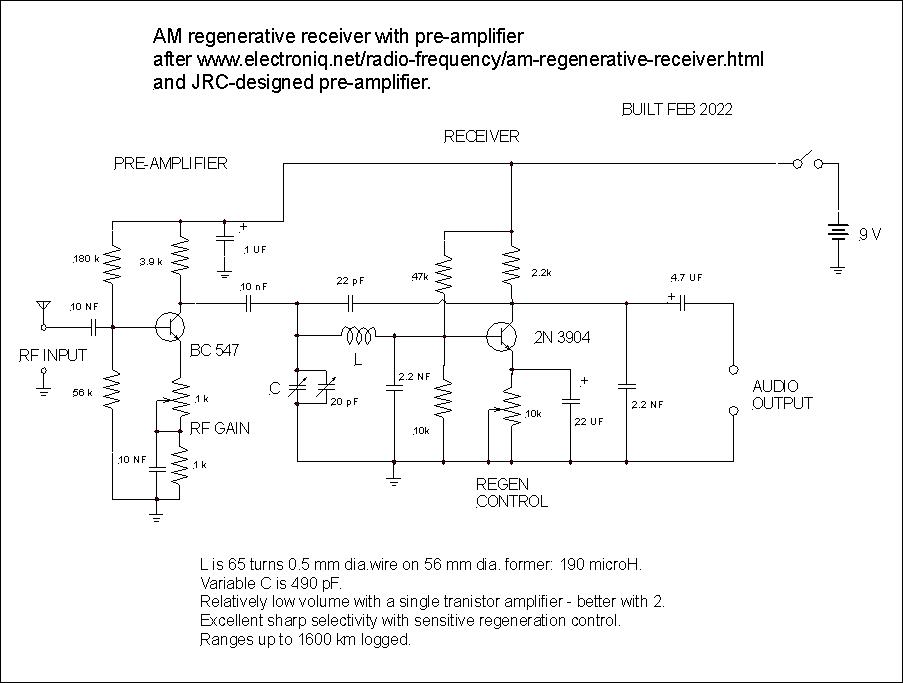 AM regenerative receiver with pre-amplifier
after www.electroniq.net/radio-frequency/am-regenerative-receiver.html
and JRC-designed pre-amplifier.
BUILT FEB 2022
RECEIVER
PRE-AMPLIFIER
+
.1 UF
180 k
3.9 k
9 V
47k
2.2k
10 nF
22 pF
4.7 UF
+
10 NF
BC 547
2N 3904
L
RF INPUT
56 k
1 k
C
20 pF
2.2 NF
+
10k
2.2 NF
AUDIO
OUTPUT
RF GAIN
10k
22 UF
10 NF
1 k
REGEN
CONTROL
L is 65 turns 0.5 mm dia.wire on 56 mm dia. former: 190 microH.
Variable C is 490 pF.
Relatively low volume with a single tranistor amplifier - better with 2.
Excellent sharp selectivity with sensitive regeneration control.
Ranges up to 1600 km logged.